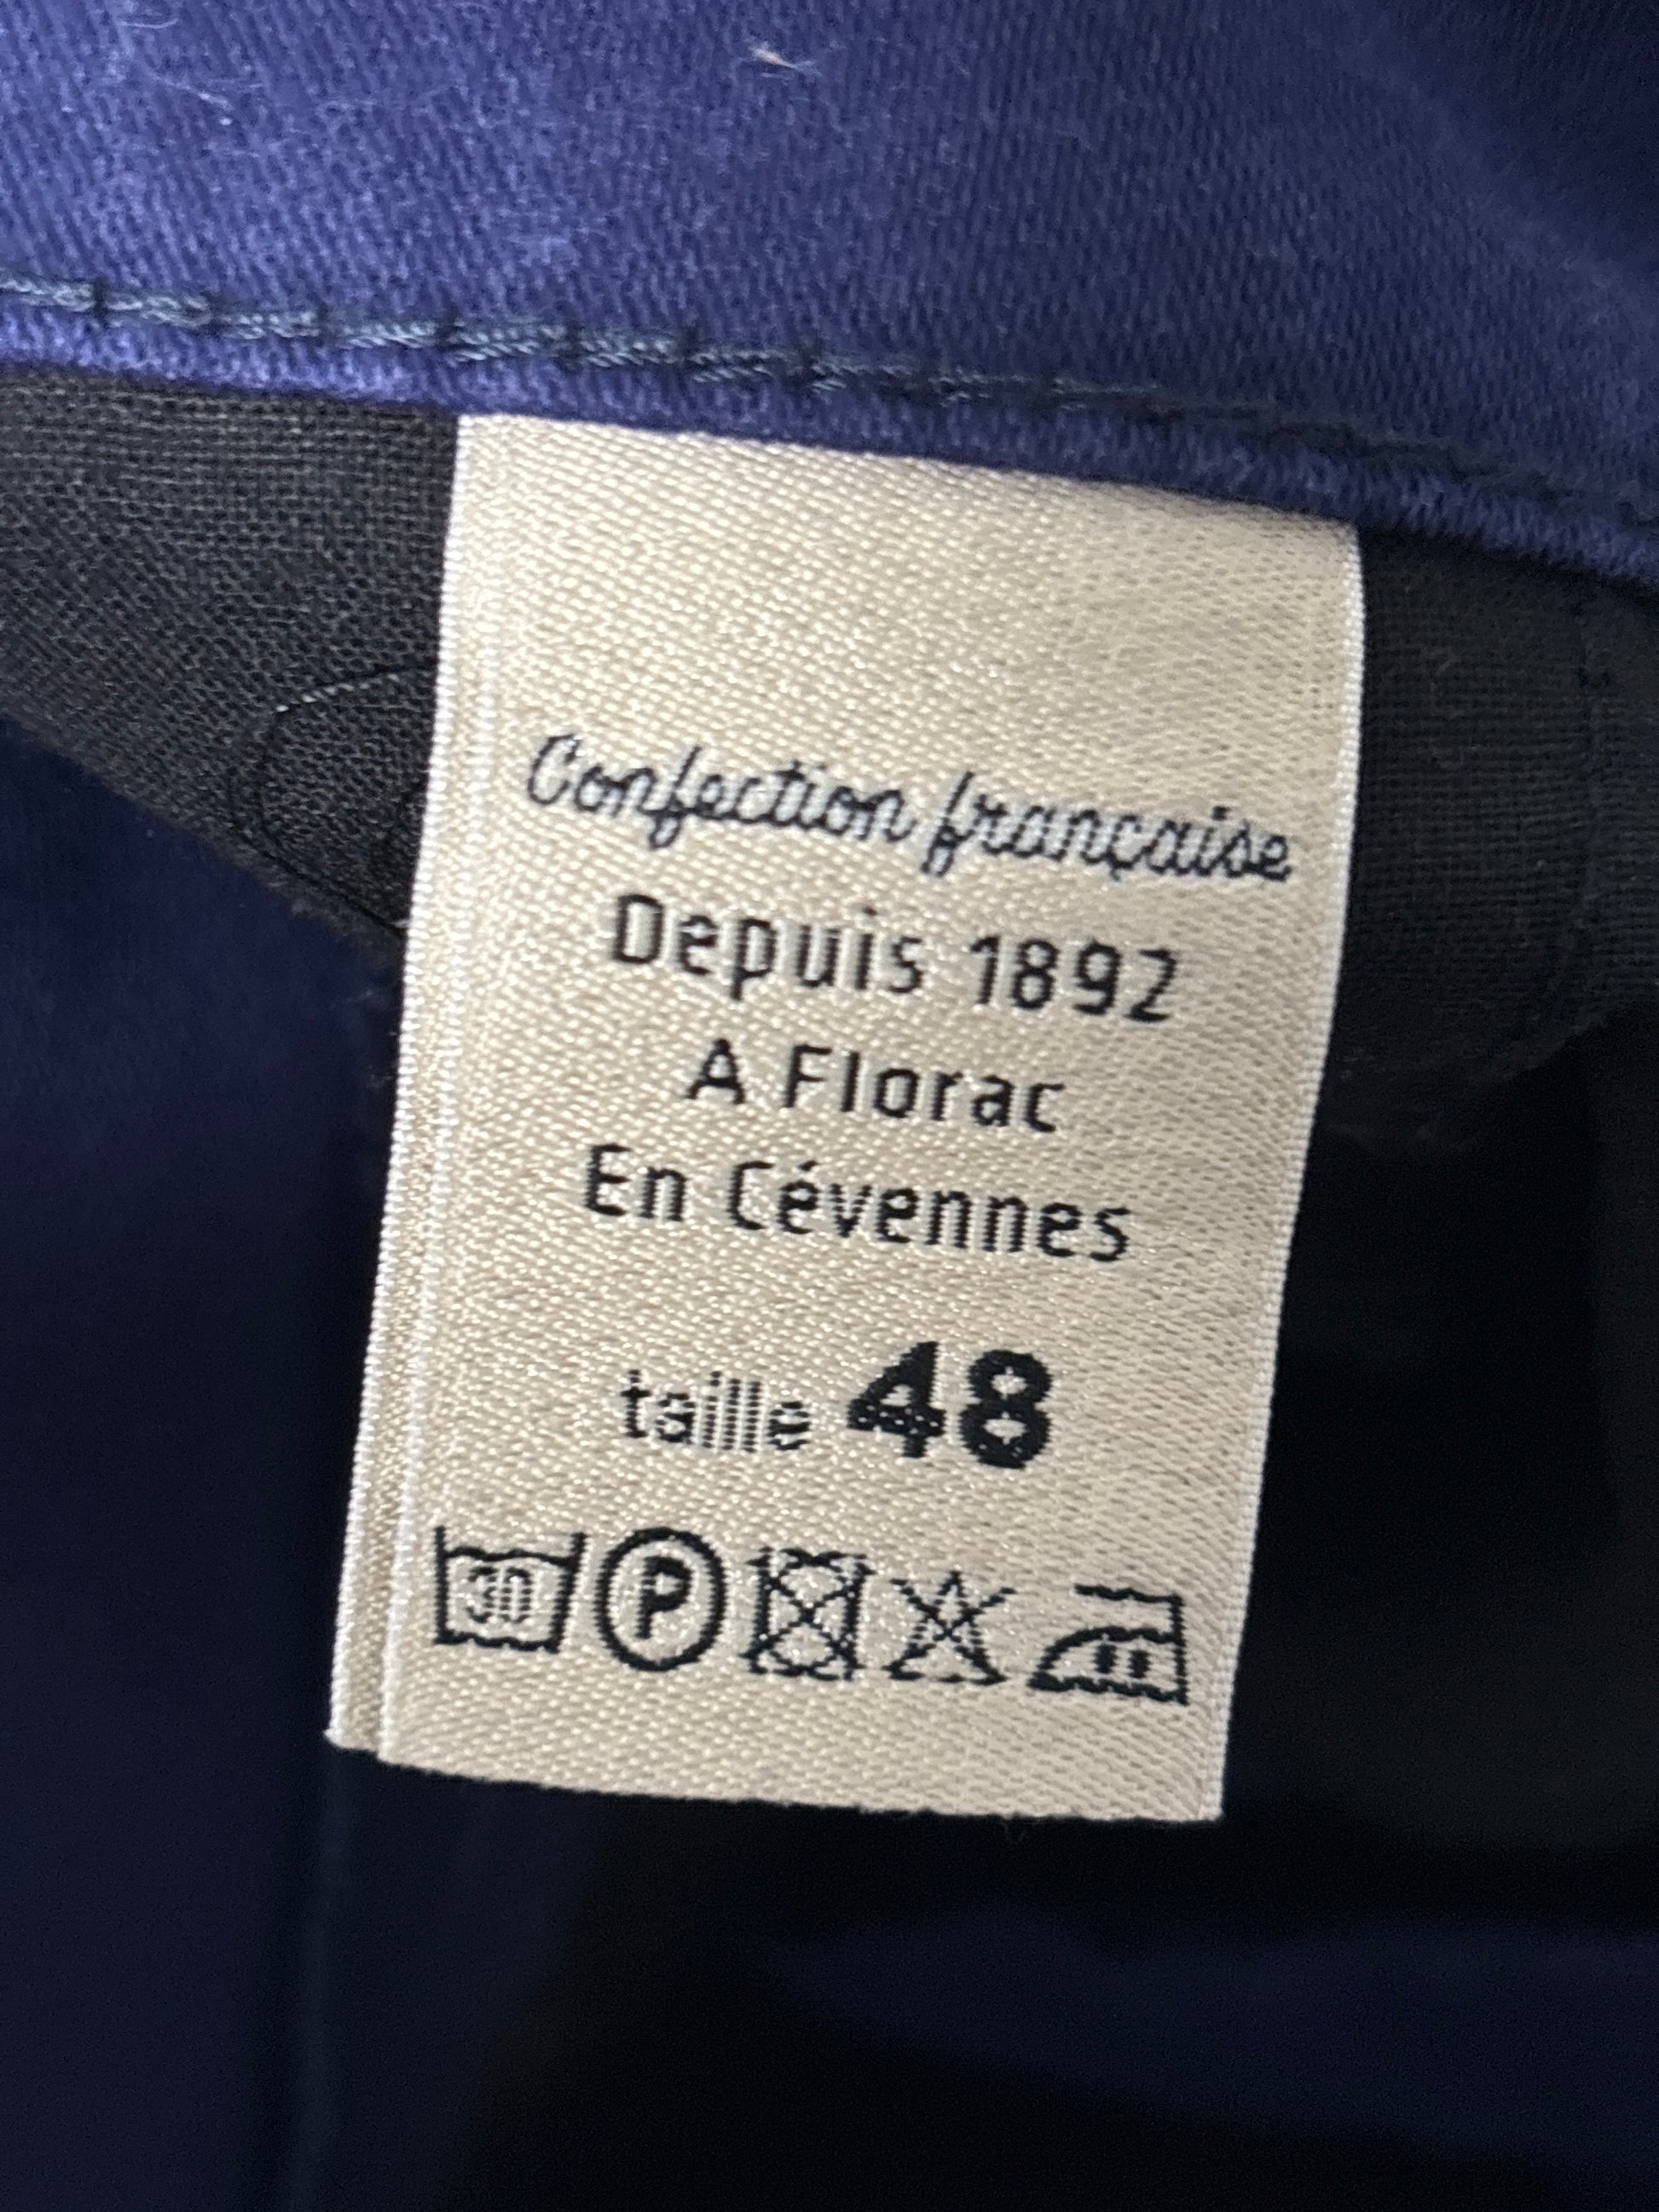 Confection française
Depuis 1892
A Florac
En Cévennes
taille 48
30 P